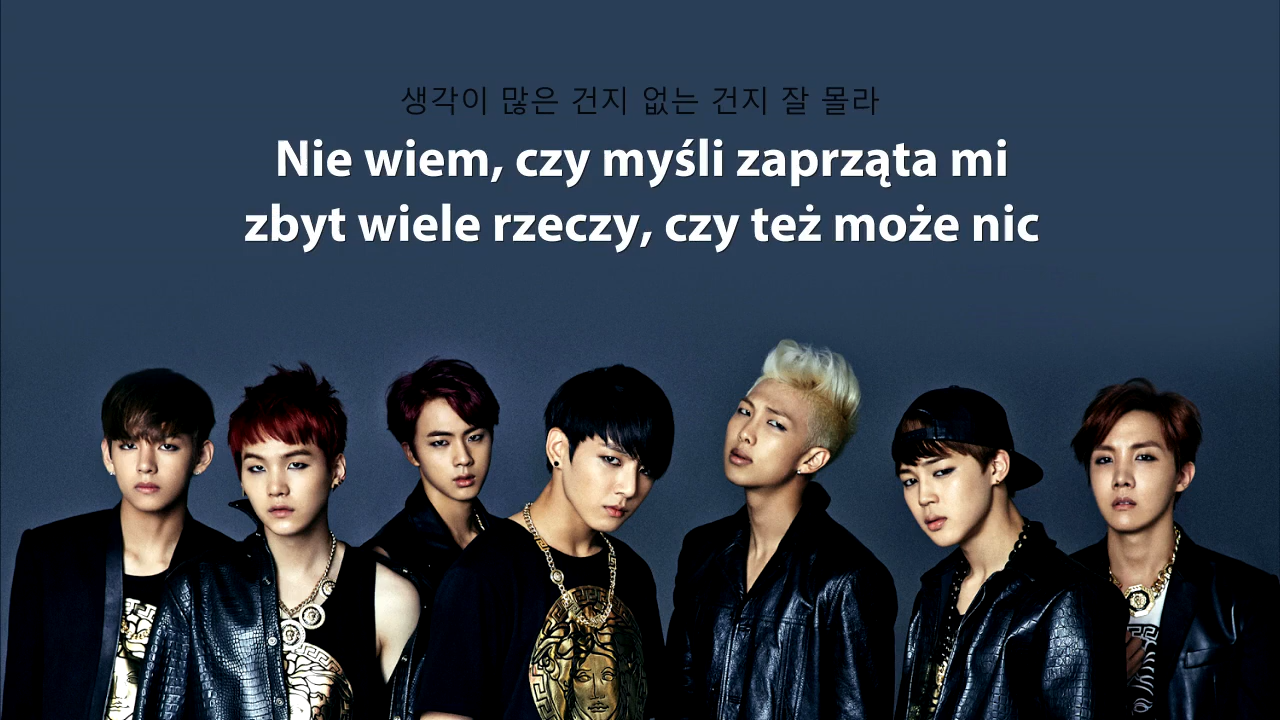 생각이 많은 건지 없는 건지 잘 몰라
Nie wiem, czy myśli zaprząta mi
zbyt wiele rzeczy, czy też może nic